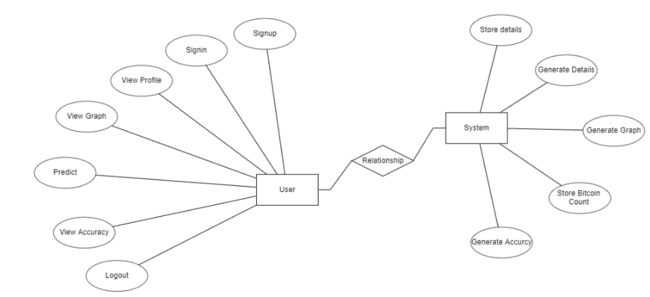 Signup
Signin
View Profile
View Graph
Predict
View Accuracy
Logout
User
Relationship
System
Store details
Generate Details
Generate Graph
Store Bitcoin
Count
Generate Accurcy